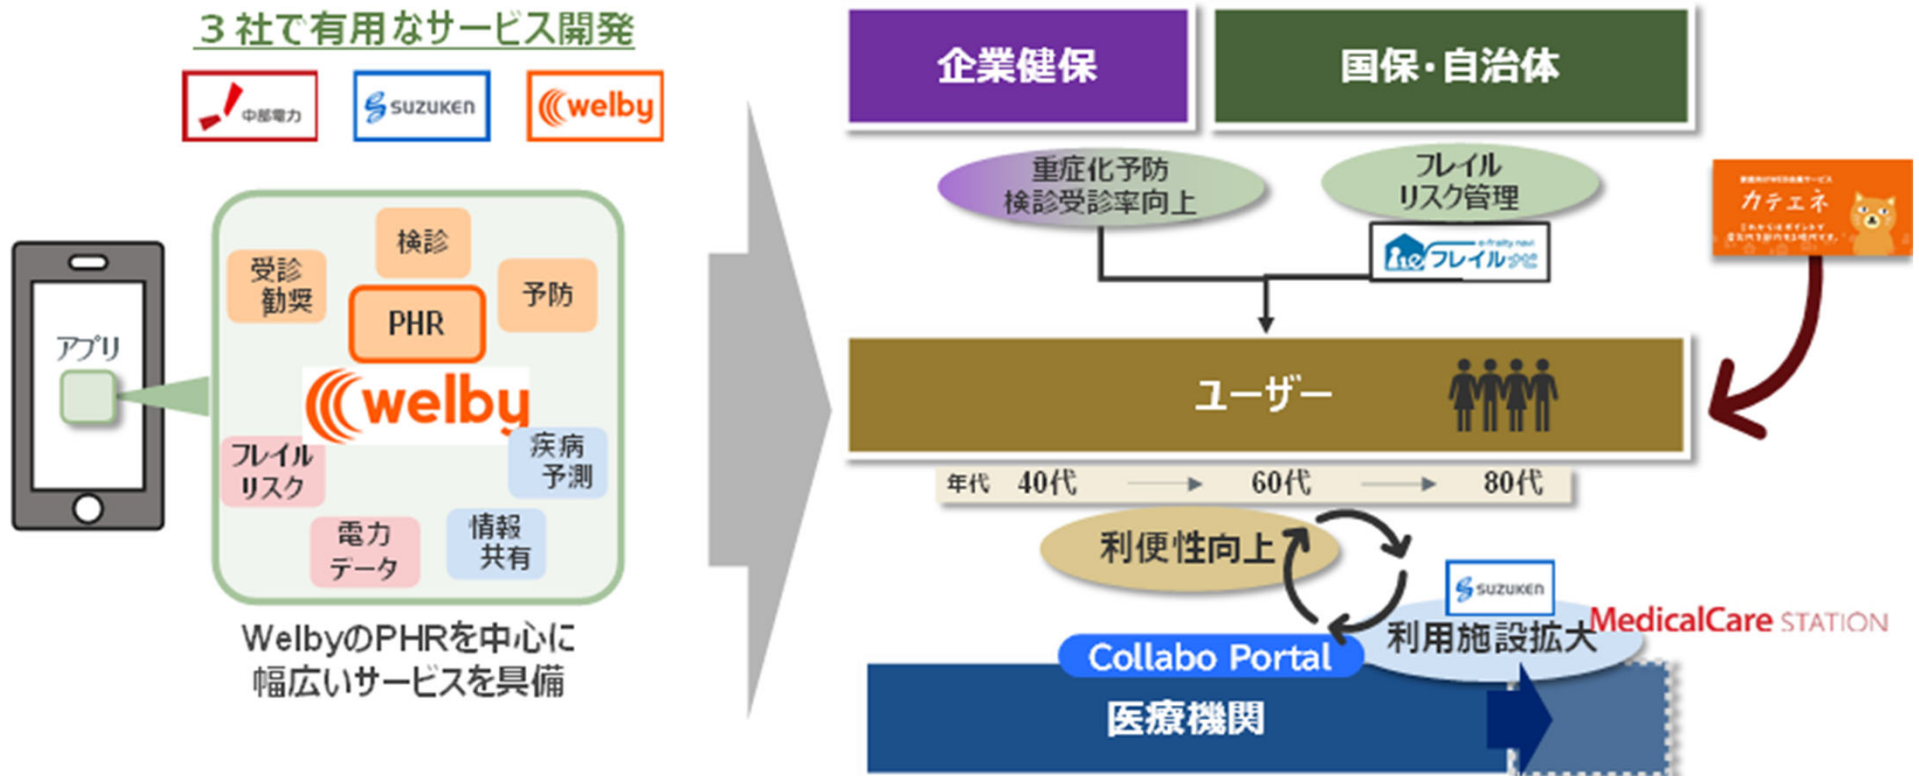 3社で有用なサービス開発
中部電力
SUZUKEN
welby
アプリ
検診
受診
勧奨
PHR
予防
welby
フレイル
リスク
疾病
予測
電力
データ
情報
共有
WelbyのPHRを中心に
幅広いサービスを具備
企業健保
国保・自治体
重症化予防
検診受診率向上
フレイル
リスク管理
e-frailty navi
フレイルナビ
カテエネ
ユーザー
年代 40代 60代 80代
利便性向上
SUZUKEN
利用施設拡大
MedicalCare STATION
Collabo Portal
医療機関